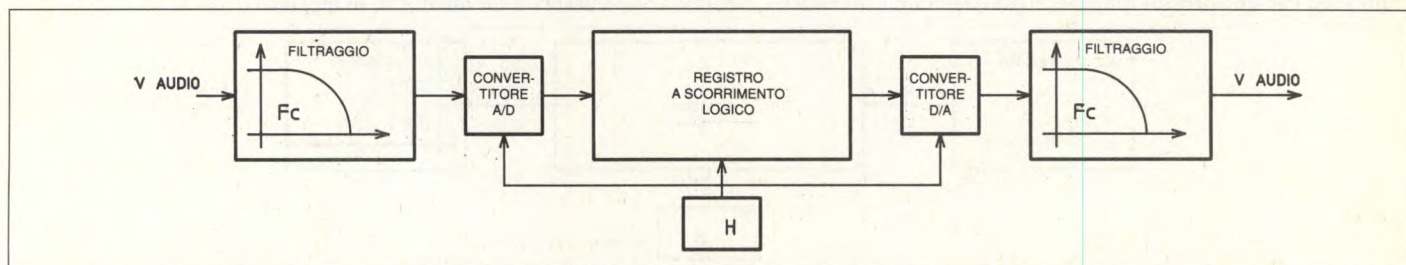 FILTRAGGIO
V AUDIO
Fc
CONVER-
TITORE
A/D
REGISTRO
A SCORRIMENTO
LOGICO
CONVER-
TITORE
D/A
FILTRAGGIO
Fc
V AUDIO
H